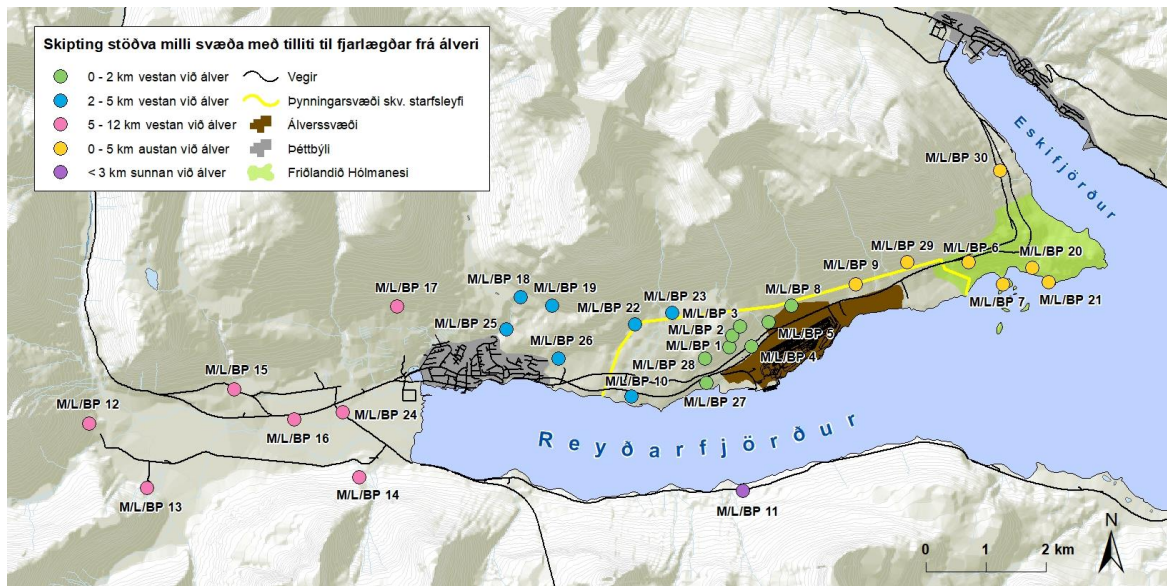 Skipting stöðva milli svæða með tilliti til fjarlægðar frá álveri
0 - 2 km vestan við álver
2 - 5 km vestan við álver
5 - 12 km vestan við álver
0 - 5 km austan við álver
< 3 km sunnan við álver
Vegir
Þynningarsvæði skv. starfsleyfi
Álverssvæði
Þéttbýli
Friðlandið Hólmanesi
Eskifjörður
M/L/BP 30
M/L/BP 29
M/L/BP 6
M/L/BP 20
M/L/BP 9
M/L/BP 7
M/L/BP 21
M/L/BP 18
M/L/BP 19
M/L/BP 17
M/L/BP 22
M/L/BP 23
M/L/BP 8
M/L/BP 3
M/L/BP 2
M/L/BP 25
M/L/BP 5
M/L/BP 1
M/L/BP 26
M/L/BP 4
M/L/BP 28
M/L/BP 15
M/L/BP 10
M/L/BP 27
M/L/BP 12
M/L/BP 24
M/L/BP 16
Reyðarfjörður
M/L/BP 14
M/L/BP 13
M/L/BP 11
N
0 1 2 km